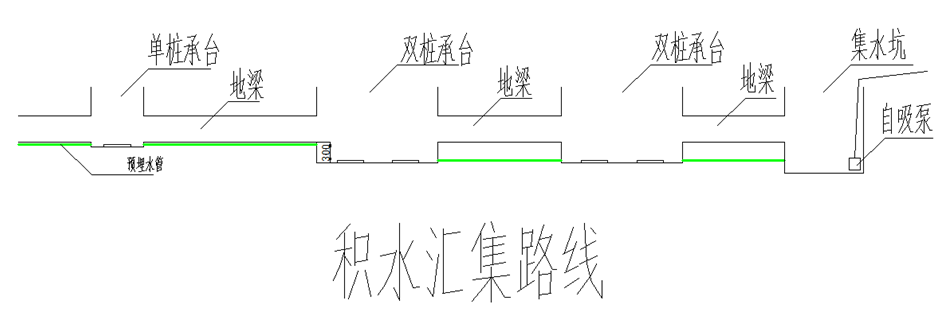 单桩承台
双桩承台
双桩承台
集水坑
地梁
地梁
地梁
自吸泵
300
预埋水管
积水汇集路线